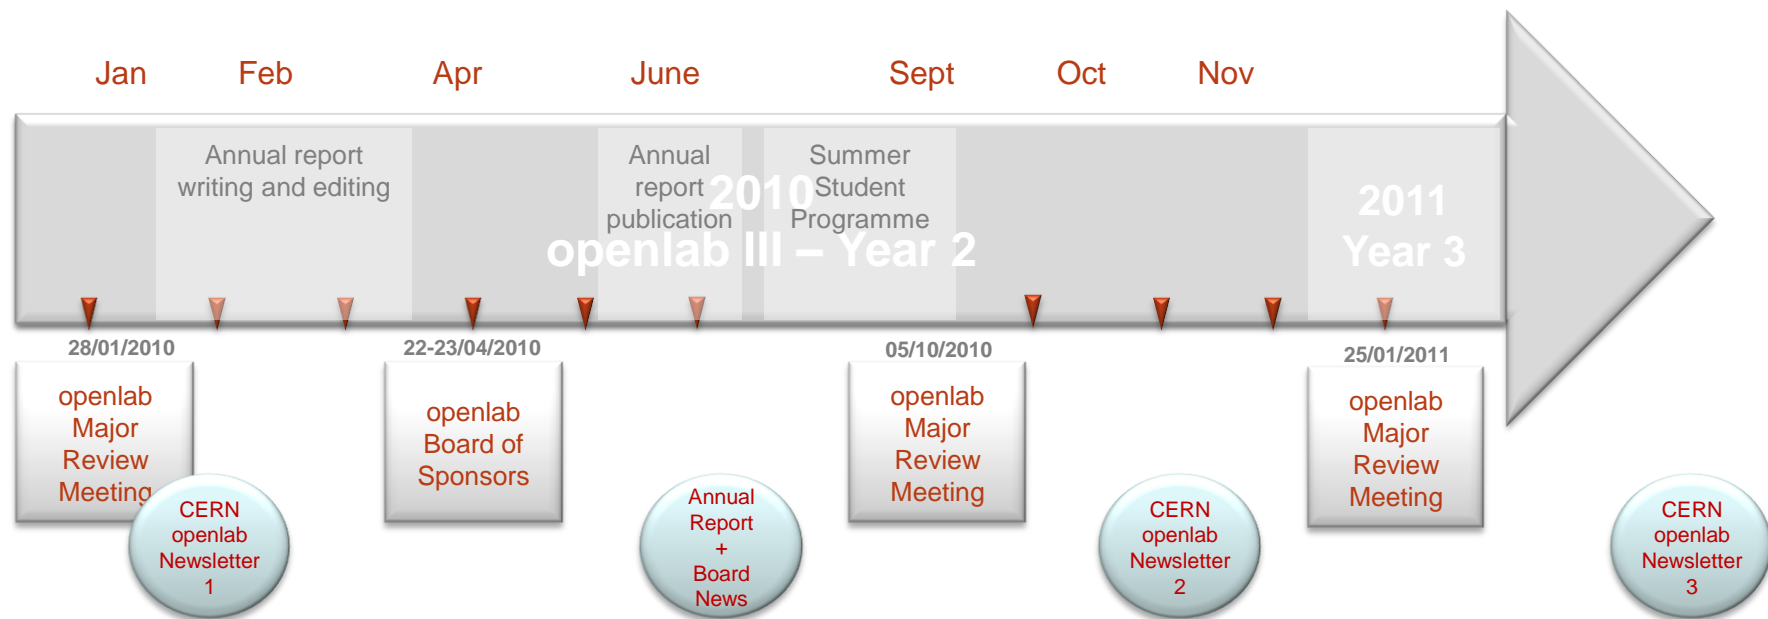 Jan Feb Apr June Sept Oct Nov
Annual report
writing and editing
Annual
report
publication
Summer
Student
Programme
2010
openlab III – Year 2
2011
Year 3
28/01/2010
22-23/04/2010
05/10/2010
25/01/2011
openlab
Major
Review
Meeting
openlab
Board of
Sponsors
openlab
Major
Review
Meeting
openlab
Major
Review
Meeting
CERN
openlab
Newsletter
1
Annual
Report
+
Board
News
CERN
openlab
Newsletter
2
CERN
openlab
Newsletter
3